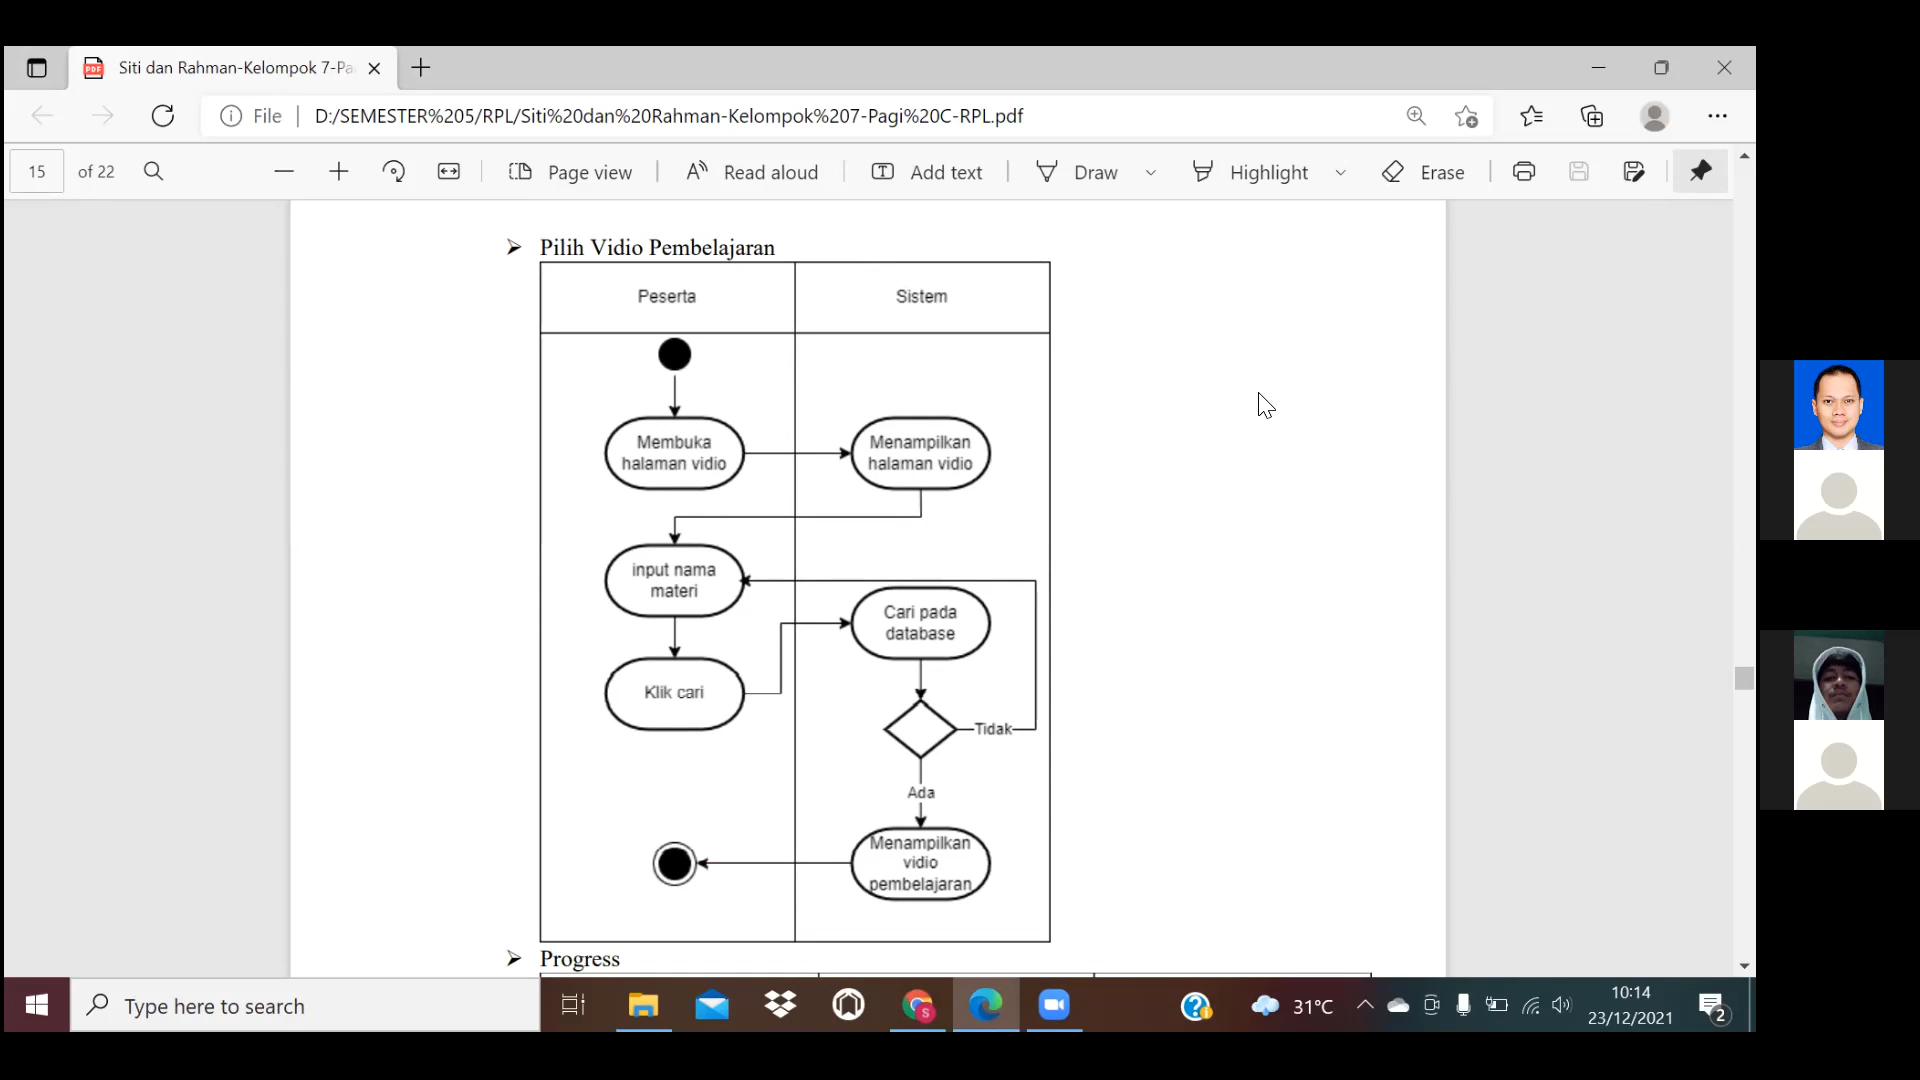 Siti dan Rahman-Kelompok 7-Pa
File
D:/SEMESTER%205/RPL/Siti%20dan%20Rahman-Kelompok%207-Pagi%20C-RPL.pdf
15 of 22
Page view
Read aloud
Add text
Draw
Highlight
Erase
Pilih Vidio Pembelajaran
Peserta
Sistem
Membuka
halaman vidio
Menampilkan
halaman vidio
input nama
materi
Cari pada
database
Klik cari
Tidak
Ada
Menampilkan
vidio
pembelajaran
Progress
Type here to search
31°C
10:14
23/12/2021
2